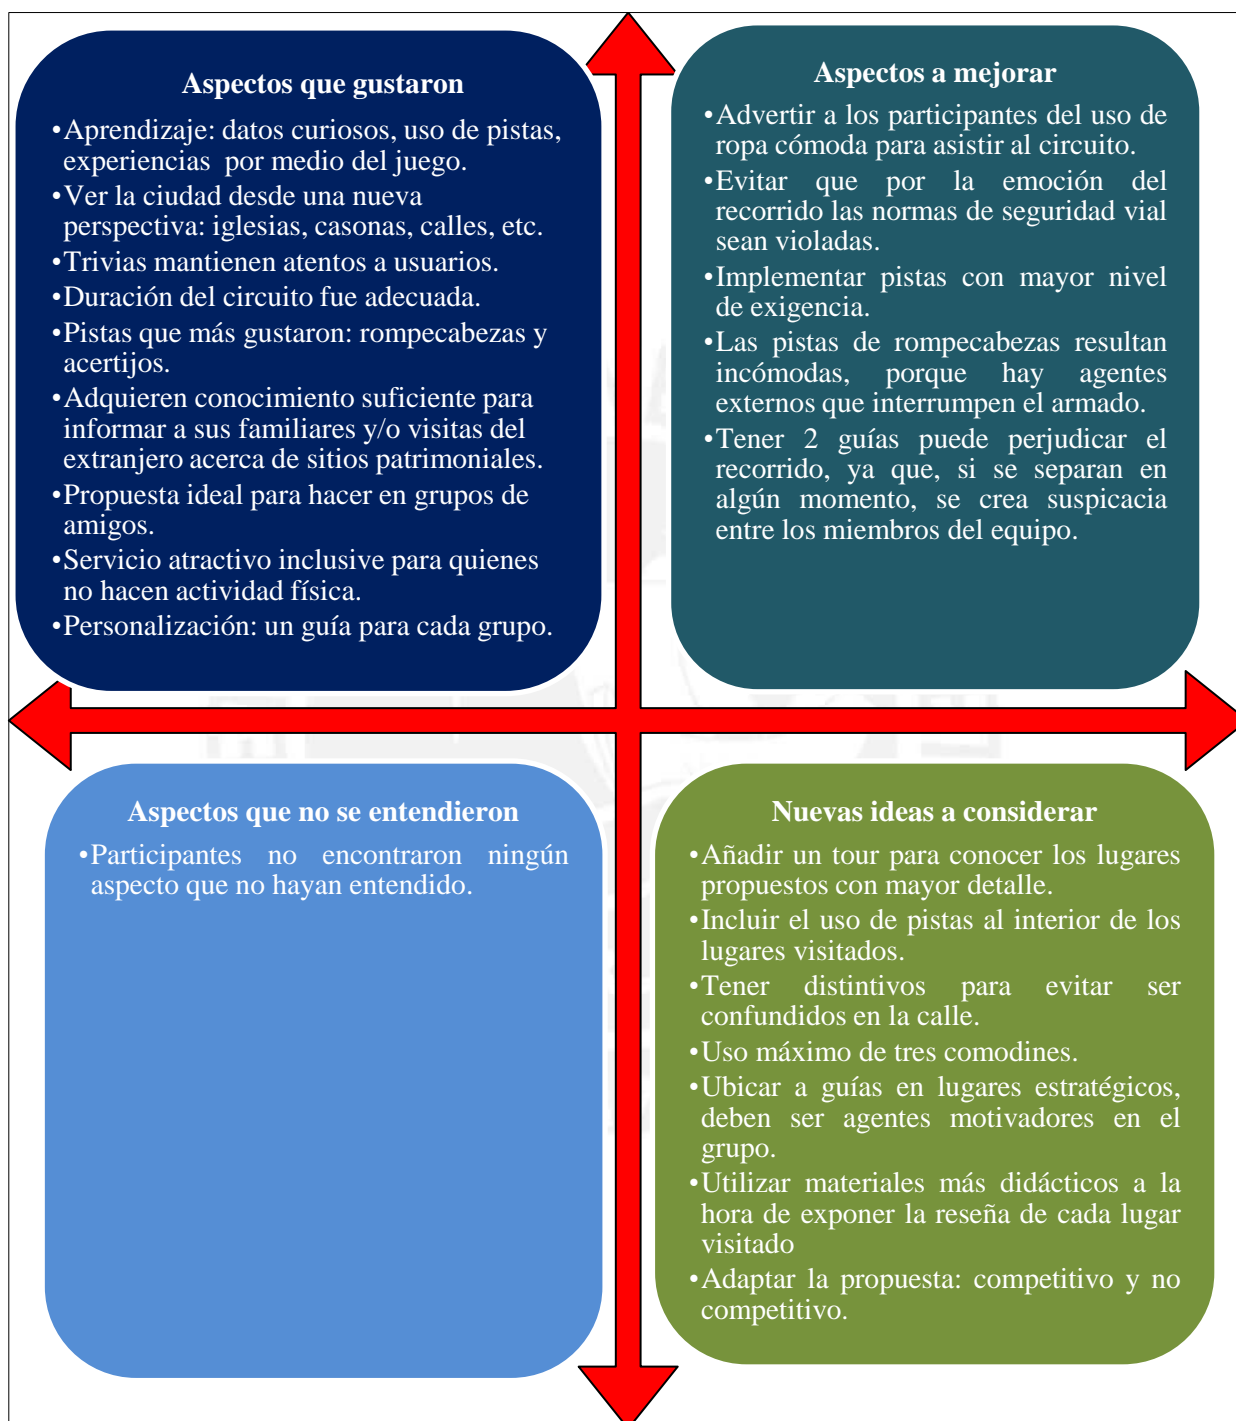 Aspectos que gustaron
•Aprendizaje: datos curiosos, uso de pistas,
experiencias por medio del juego.
•Ver la ciudad desde una nueva
perspectiva: iglesias, casonas, calles, etc.
•Trivias mantienen atentos a usuarios.
•Duración del circuito fue adecuada.
•Pistas que más gustaron: rompecabezas y
acertijos.
•Adquieren conocimiento suficiente para
informar a sus familiares y/o visitas del
extranjero acerca de sitios patrimoniales.
•Propuesta ideal para hacer en grupos de
amigos.
•Servicio atractivo inclusive para quienes
no hacen actividad física.
•Personalización: un guía para cada grupo.
Aspectos a mejorar
•Advertir a los participantes del uso de
ropa cómoda para asistir al circuito.
•Evitar que por la emoción del
recorrido las normas de seguridad vial
sean violadas.
•Implementar pistas con mayor nivel
de exigencia.
•Las pistas de rompecabezas resultan
incómodas, porque hay agentes
externos que interrumpen el armado.
•Tener 2 guías puede perjudicar el
recorrido, ya que, si se separan en
algún momento, se crea suspicacia
entre los miembros del equipo.
Aspectos que no se entendieron
•Participantes no encontraron ningún
aspecto que no hayan entendido.
Nuevas ideas a considerar
•Añadir un tour para conocer los lugares
propuestos con mayor detalle.
•Incluir el uso de pistas al interior de los
lugares visitados.
•Tener distintivos para evitar ser
confundidos en la calle.
•Uso máximo de tres comodines.
•Ubicar a guías en lugares estratégicos,
deben ser agentes motivadores en el
grupo.
•Utilizar materiales más didácticos a la
hora de exponer la reseña de cada lugar
visitado
•Adaptar la propuesta: competitivo y no
competitivo.